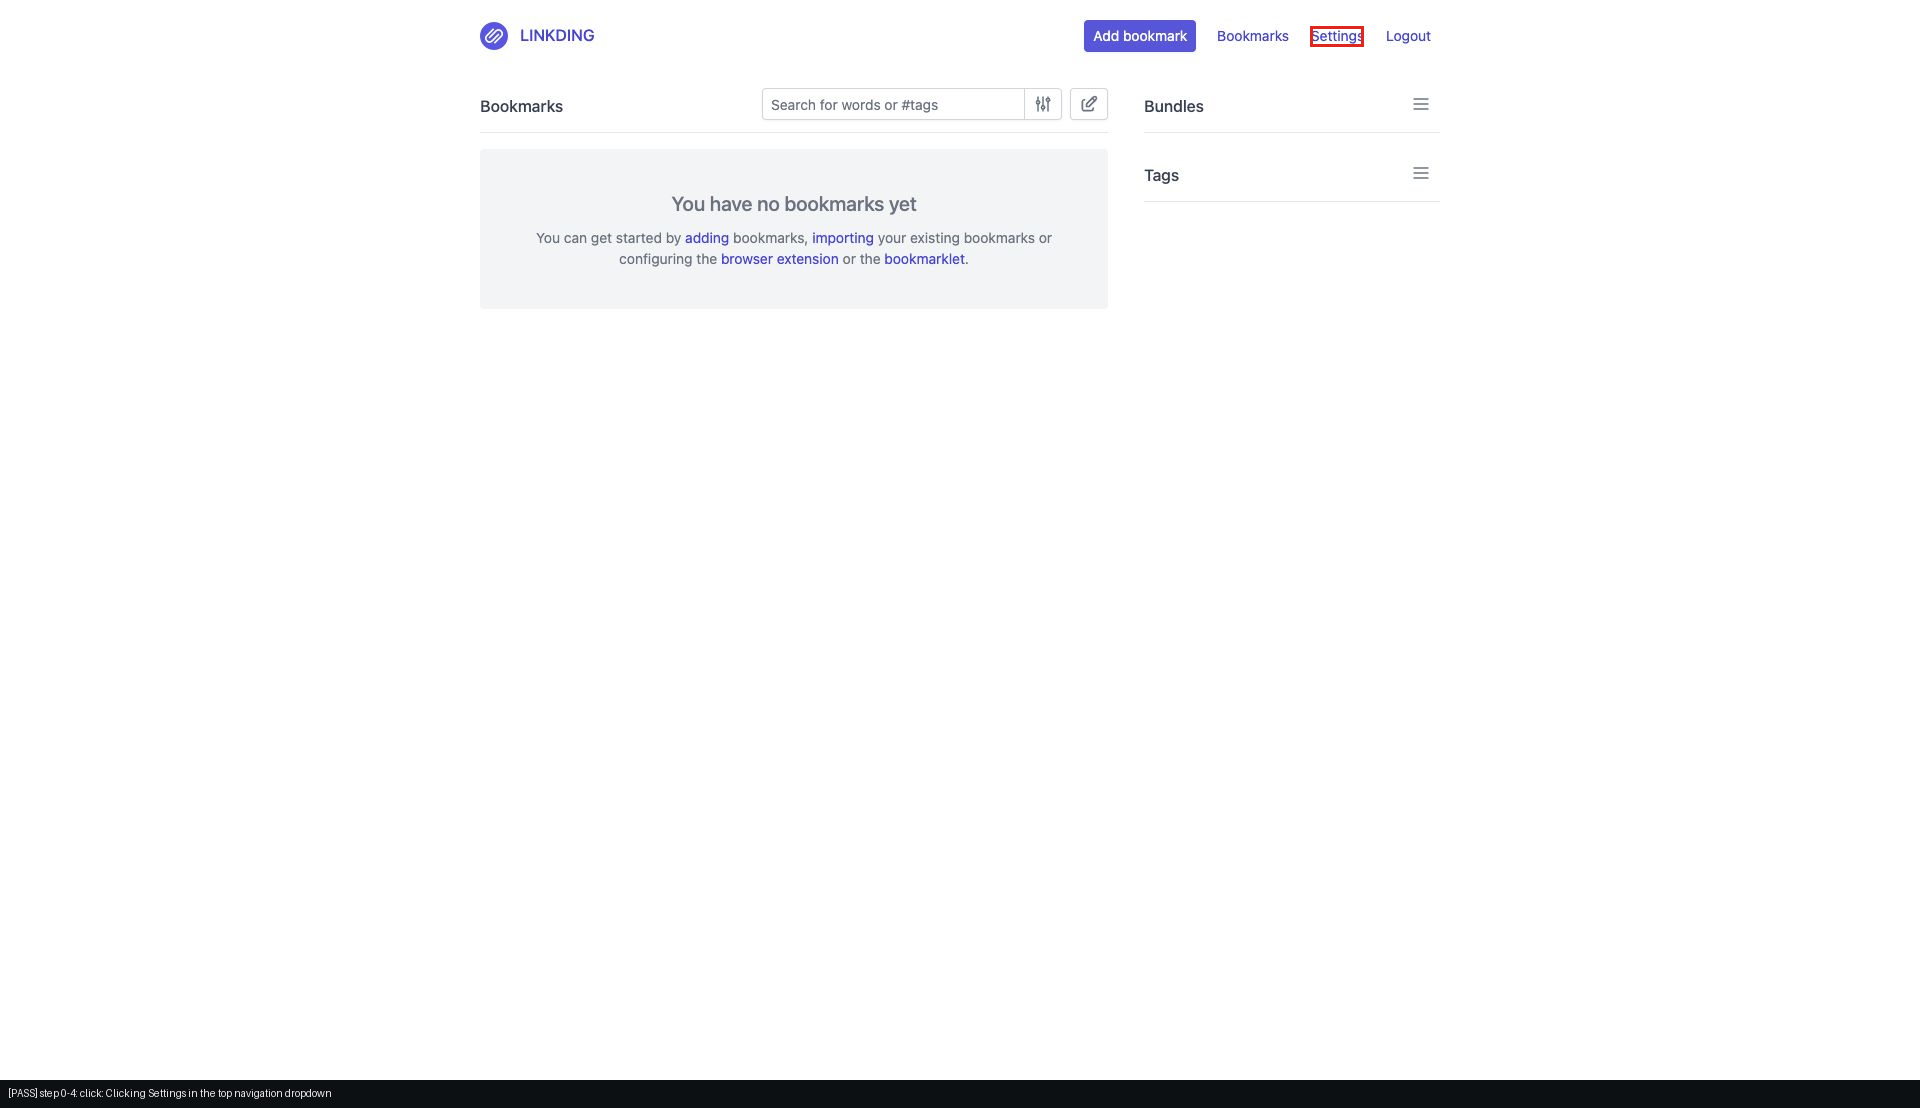 LINKDING
Add bookmark Bookmarks Settings Logout
Bookmarks
Search for words or #tags
Bundles
Tags
You have no bookmarks yet
You can get started by adding bookmarks, importing your existing bookmarks or
configuring the browser extension or the bookmarklet.
[PASS] step 0-4: click: Clicking Settings in the top navigation dropdown